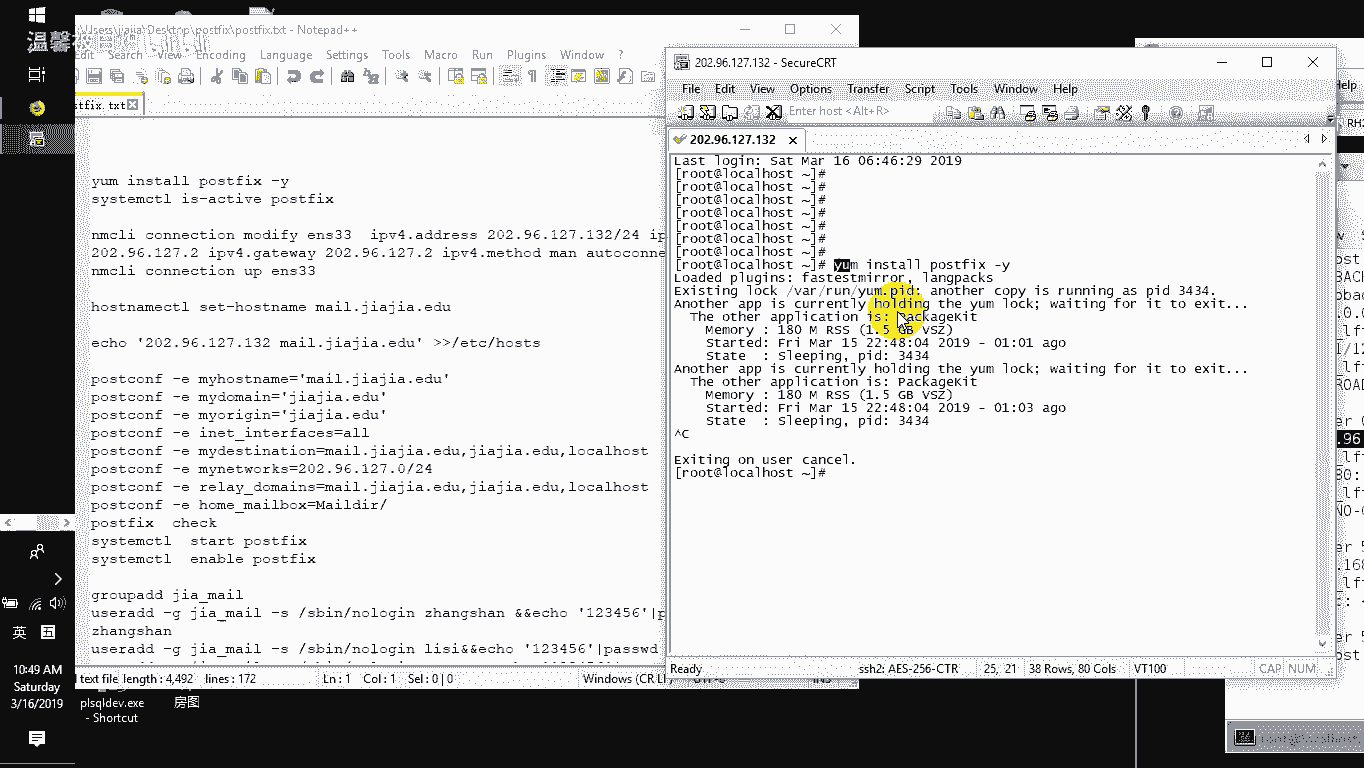 C:\Users\jiajia\Desktop\postfix\postfix.txt - Notepad++
Edit Search View Encoding Language Settings Tools Macro Run Plugins Window ?
stfix.txt
yum install postfix -y
systemctl is-active postfix
nmcli connection modify ens33 ipv4.address 202.96.127.132/24 ip
202.96.127.2 ipv4.gateway 202.96.127.2 ipv4.method man autoconne
nmcli connection up ens33
hostnamectl set-hostname mail.jiajia.edu
echo '202.96.127.132 mail.jiajia.edu' >>/etc/hosts
postconf -e myhostname='mail.jiajia.edu'
postconf -e mydomain='jiajia.edu'
postconf -e myorigin='jiajia.edu'
postconf -e inet_interfaces=all
postconf -e mydestination=mail.jiajia.edu,jiajia.edu,localhost
postconf -e mynetworks=202.96.127.0/24
postconf -e relay_domains=mail.jiajia.edu,jiajia.edu,localhost
postconf -e home_mailbox=Maildir/
postfix check
systemctl start postfix
systemctl enable postfix
groupadd jia_mail
useradd -g jia_mail -s /sbin/nologin zhangshan &&echo '123456'|p
zhangshan
useradd -g jia_mail -s /sbin/nologin lisi&&echo '123456'|passwd
l text file length : 4,492 lines : 172 Ln : 1 Col : 1 Sel : 0 | 0 Windows (CR LF) UTF-8 INS
202.96.127.132 - SecureCRT
File Edit View Options Transfer Script Tools Window Help
Enter host <Alt+R>
202.96.127.132
Last login: Sat Mar 16 06:46:29 2019
[root@localhost ~]#
[root@localhost ~]#
[root@localhost ~]#
[root@localhost ~]#
[root@localhost ~]#
[root@localhost ~]#
[root@localhost ~]#
[root@localhost ~]# yum install postfix -y
Loaded plugins: fastestmirror, langpacks
Existing lock /var/run/yum.pid: another copy is running as pid 3434.
Another app is currently holding the yum lock; waiting for it to exit...
The other application is: PackageKit
Memory : 180 M RSS (1.5 GB VSZ)
Started: Fri Mar 15 22:48:04 2019 - 01:01 ago
State : Sleeping, pid: 3434
Another app is currently holding the yum lock; waiting for it to exit...
The other application is: PackageKit
Memory : 180 M RSS (1.5 GB VSZ)
Started: Fri Mar 15 22:48:04 2019 - 01:03 ago
State : Sleeping, pid: 3434
^C
Exiting on user cancel.
[root@localhost ~]#
Ready ssh2: AES-256-CTR 25, 21 38 Rows, 80 Cols VT100 CAP NUM
英
10:49 AM
Saturday
3/16/2019
plsqldev.exe
- Shortcut
房图